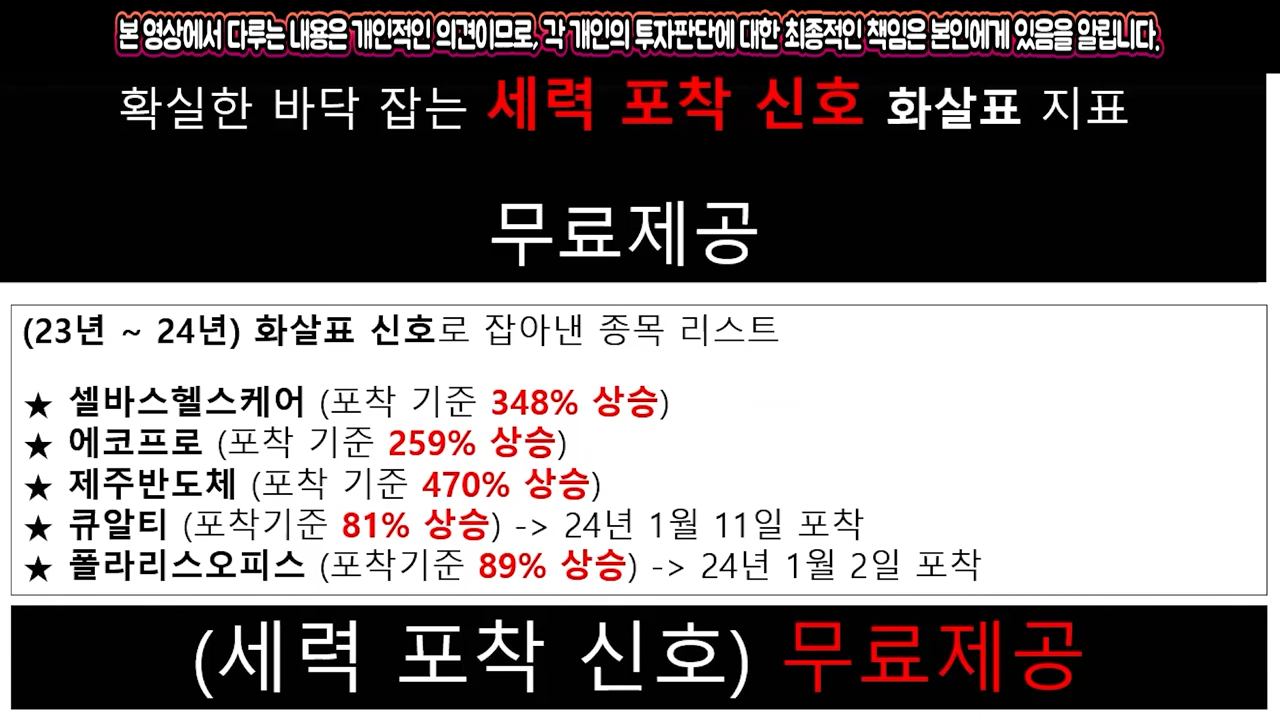 본 영상에서 다루는 내용은 개인적인 의견이므로, 각 개인의 투자판단에 대한 최종적인 책임은 본인에게 있음을 알립니다.
확실한 바닥 잡는 세력 포착 신호 화살표 지표
무료제공
(23년 ~ 24년) 화살표 신호로 잡아낸 종목 리스트
★ 셀바스헬스케어 (포착 기준 348% 상승)
★ 에코프로 (포착 기준 259% 상승)
★ 제주반도체 (포착 기준 470% 상승)
★ 큐알티 (포착기준 81% 상승) -> 24년 1월 11일 포착
★ 폴라리스오피스 (포착기준 89% 상승) -> 24년 1월 2일 포착
(세력 포착 신호) 무료제공